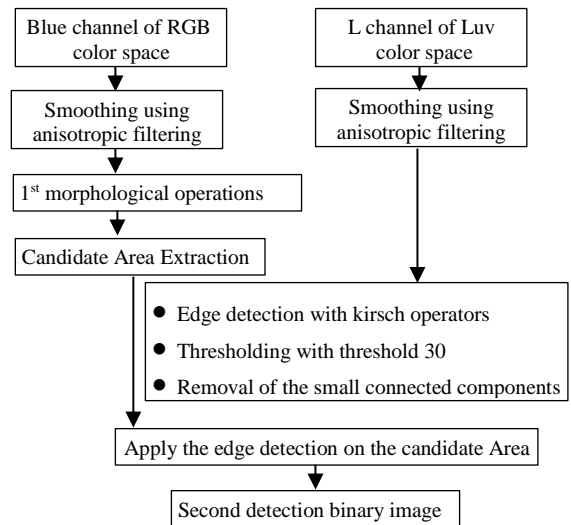 Blue channel of RGB
color space
L channel of Luv
color space
Smoothing using
anisotropic filtering
Smoothing using
anisotropic filtering
1st morphological operations
Candidate Area Extraction
● Edge detection with kirsch operators
● Thresholding with threshold 30
● Removal of the small connected components
Apply the edge detection on the candidate Area
Second detection binary image